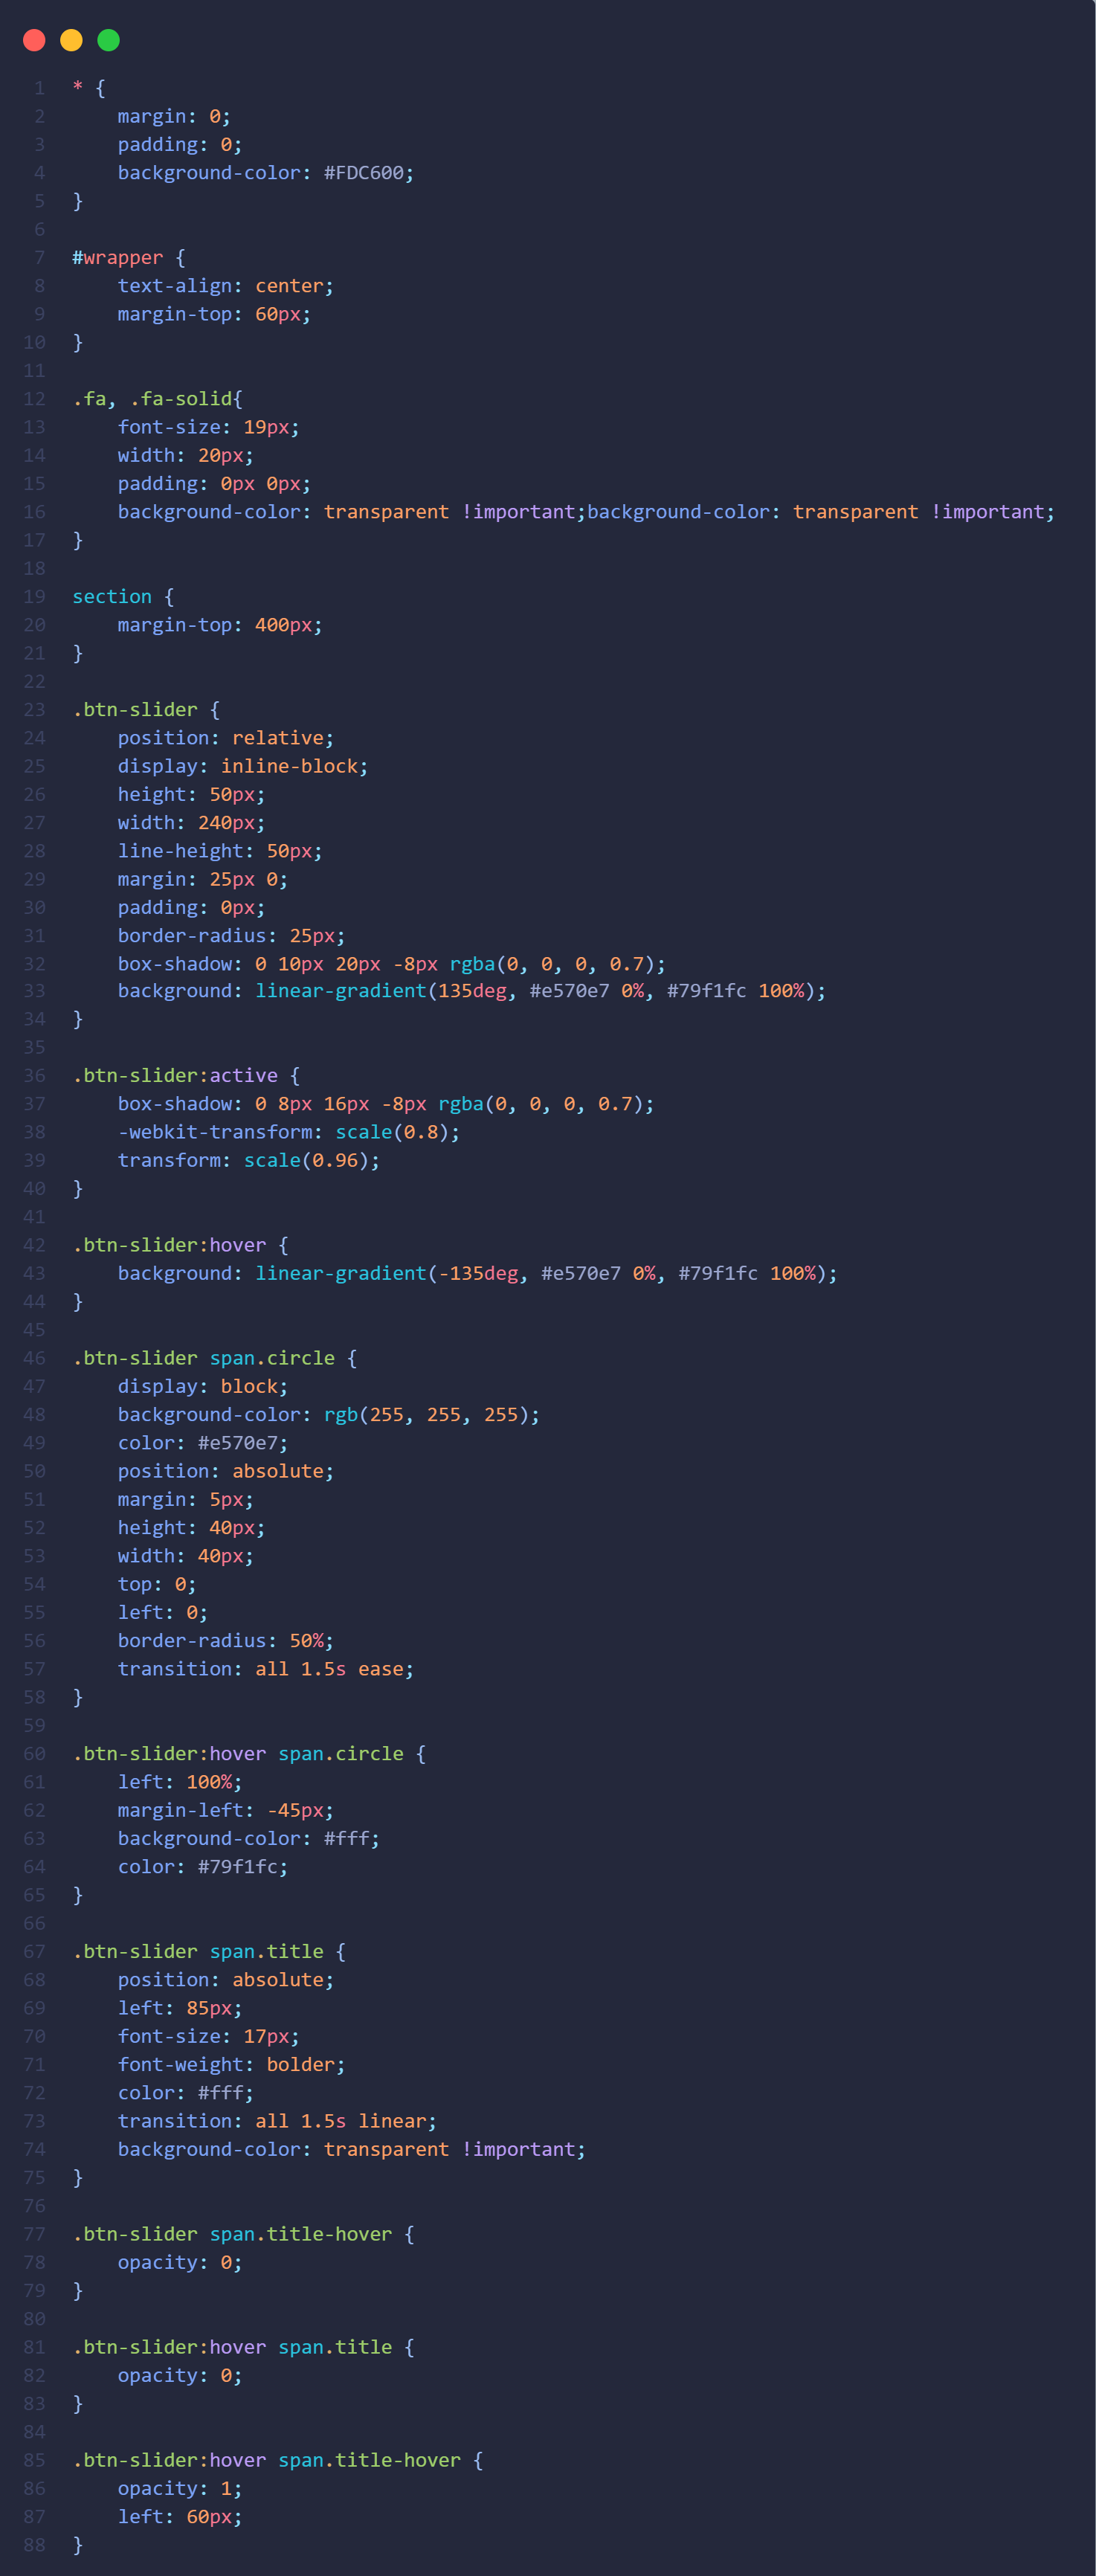 1 * {
2     margin: 0;
3     padding: 0;
4     background-color: #FDC600;
5 }
6
7 #wrapper {
8     text-align: center;
9     margin-top: 60px;
10 }
11
12 .fa, .fa-solid{
13     font-size: 19px;
14     width: 20px;
15     padding: 0px 0px;
16     background-color: transparent !important;background-color: transparent !important;
17 }
18
19 section {
20     margin-top: 400px;
21 }
22
23 .btn-slider {
24     position: relative;
25     display: inline-block;
26     height: 50px;
27     width: 240px;
28     line-height: 50px;
29     margin: 25px 0;
30     padding: 0px;
31     border-radius: 25px;
32     box-shadow: 0 10px 20px -8px rgba(0, 0, 0, 0.7);
33     background: linear-gradient(135deg, #e570e7 0%, #79f1fc 100%);
34 }
35
36 .btn-slider:active {
37     box-shadow: 0 8px 16px -8px rgba(0, 0, 0, 0.7);
38     -webkit-transform: scale(0.8);
39     transform: scale(0.96);
40 }
41
42 .btn-slider:hover {
43     background: linear-gradient(-135deg, #e570e7 0%, #79f1fc 100%);
44 }
45
46 .btn-slider span.circle {
47     display: block;
48     background-color: rgb(255, 255, 255);
49     color: #e570e7;
50     position: absolute;
51     margin: 5px;
52     height: 40px;
53     width: 40px;
54     top: 0;
55     left: 0;
56     border-radius: 50%;
57     transition: all 1.5s ease;
58 }
59
60 .btn-slider:hover span.circle {
61     left: 100%;
62     margin-left: -45px;
63     background-color: #fff;
64     color: #79f1fc;
65 }
66
67 .btn-slider span.title {
68     position: absolute;
69     left: 85px;
70     font-size: 17px;
71     font-weight: bolder;
72     color: #fff;
73     transition: all 1.5s linear;
74     background-color: transparent !important;
75 }
76
77 .btn-slider span.title-hover {
78     opacity: 0;
79 }
80
81 .btn-slider:hover span.title {
82     opacity: 0;
83 }
84
85 .btn-slider:hover span.title-hover {
86     opacity: 1;
87     left: 60px;
88 }